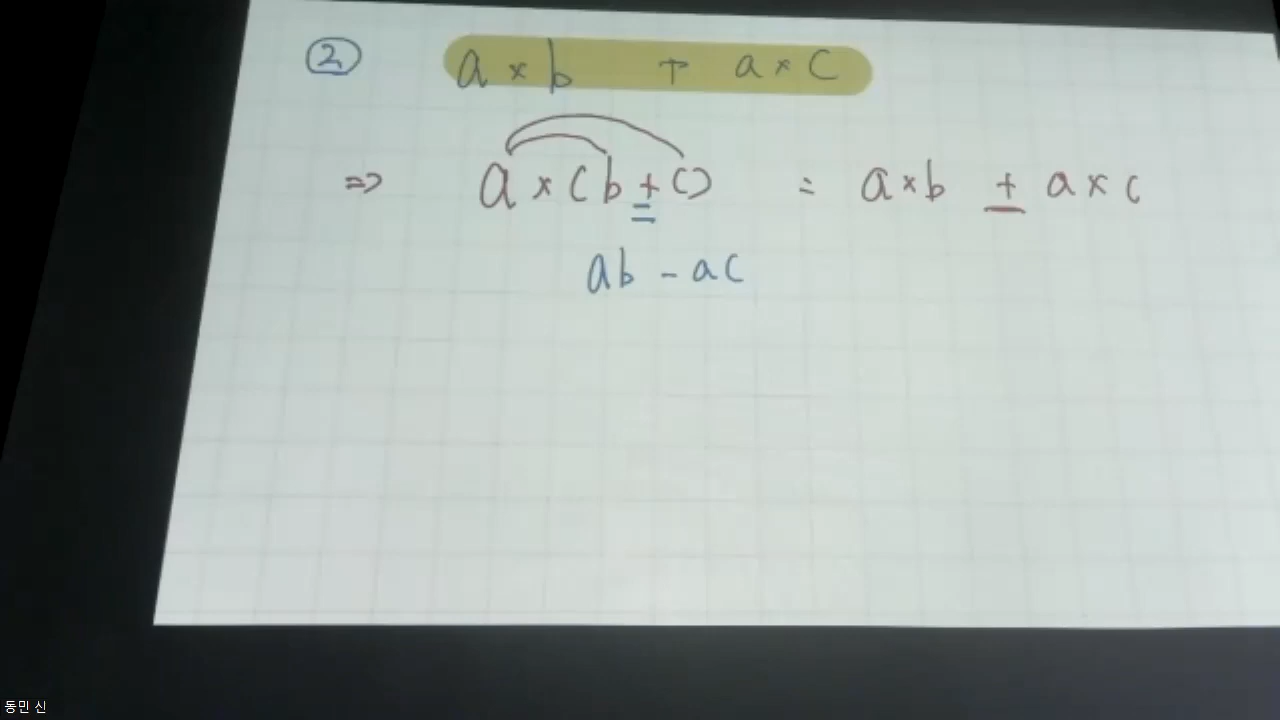 ② a × b + a × c
⇒ a × (b + c) = a × b + a × c
ab - ac
동민 신